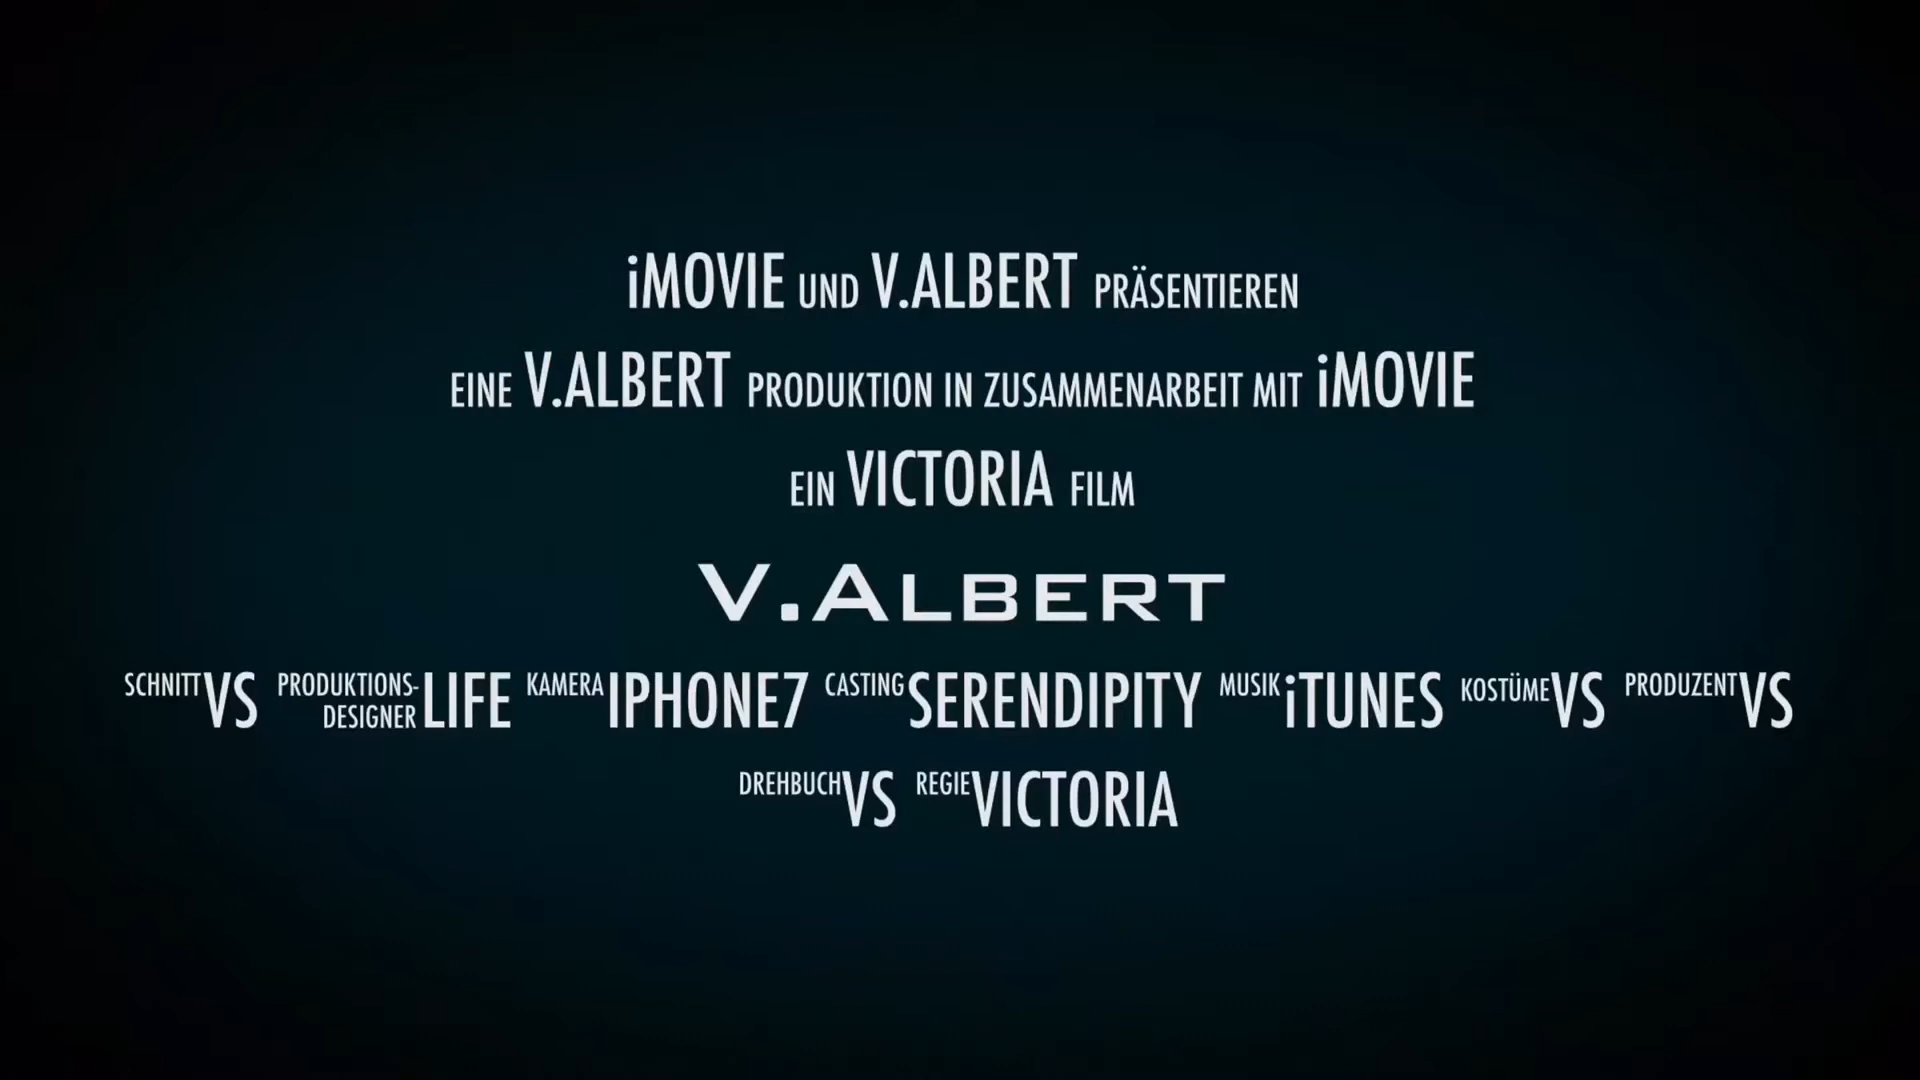 iMOVIE UND V.ALBERT PRÄSENTIEREN
EINE V.ALBERT PRODUKTION IN ZUSAMMENARBEIT MIT iMOVIE
EIN VICTORIA FILM
V.ALBERT
SCHNITT VS PRODUKTIONS-DESIGNER LIFE KAMERA IPHONE7 CASTING SERENDIPITY MUSIK iTUNES KOSTÜME VS PRODUZENT VS
DREHBUCH VS REGIE VICTORIA